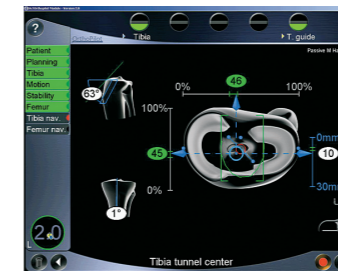 ?
OrthoPilot
Tibia
T. guide
Patient
Planning
Tibia
Motion
Stability
Femur
Tibia nav.
Femur nav.
Passive M
63°
46
0%
100%
100%
0mm
45
10
0%
30mm
1°
2.0
L
Tibia tunnel center